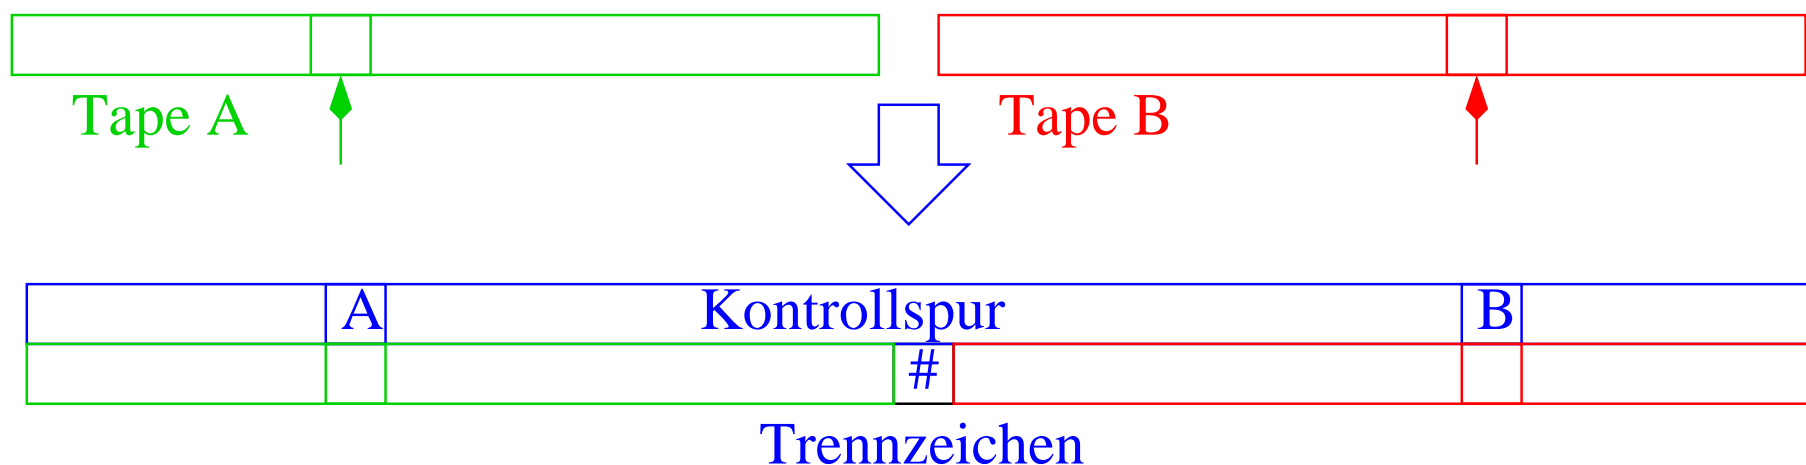 Tape A
Tape B
A
Kontrollspur
B
#
Trennzeichen